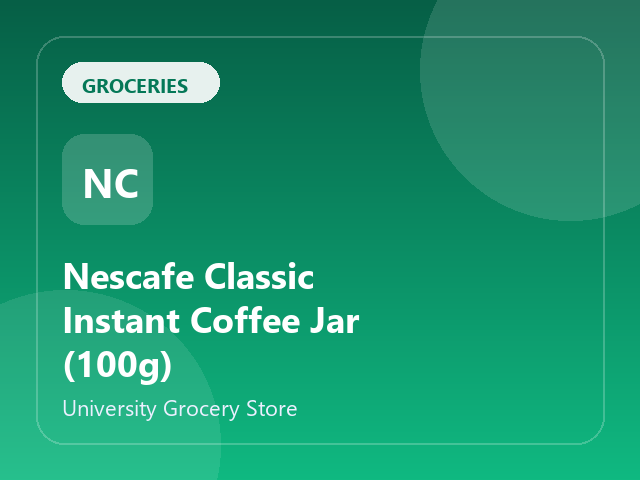 GROCERIES
NC
Nescafe Classic
Instant Coffee Jar
(100g)
University Grocery Store